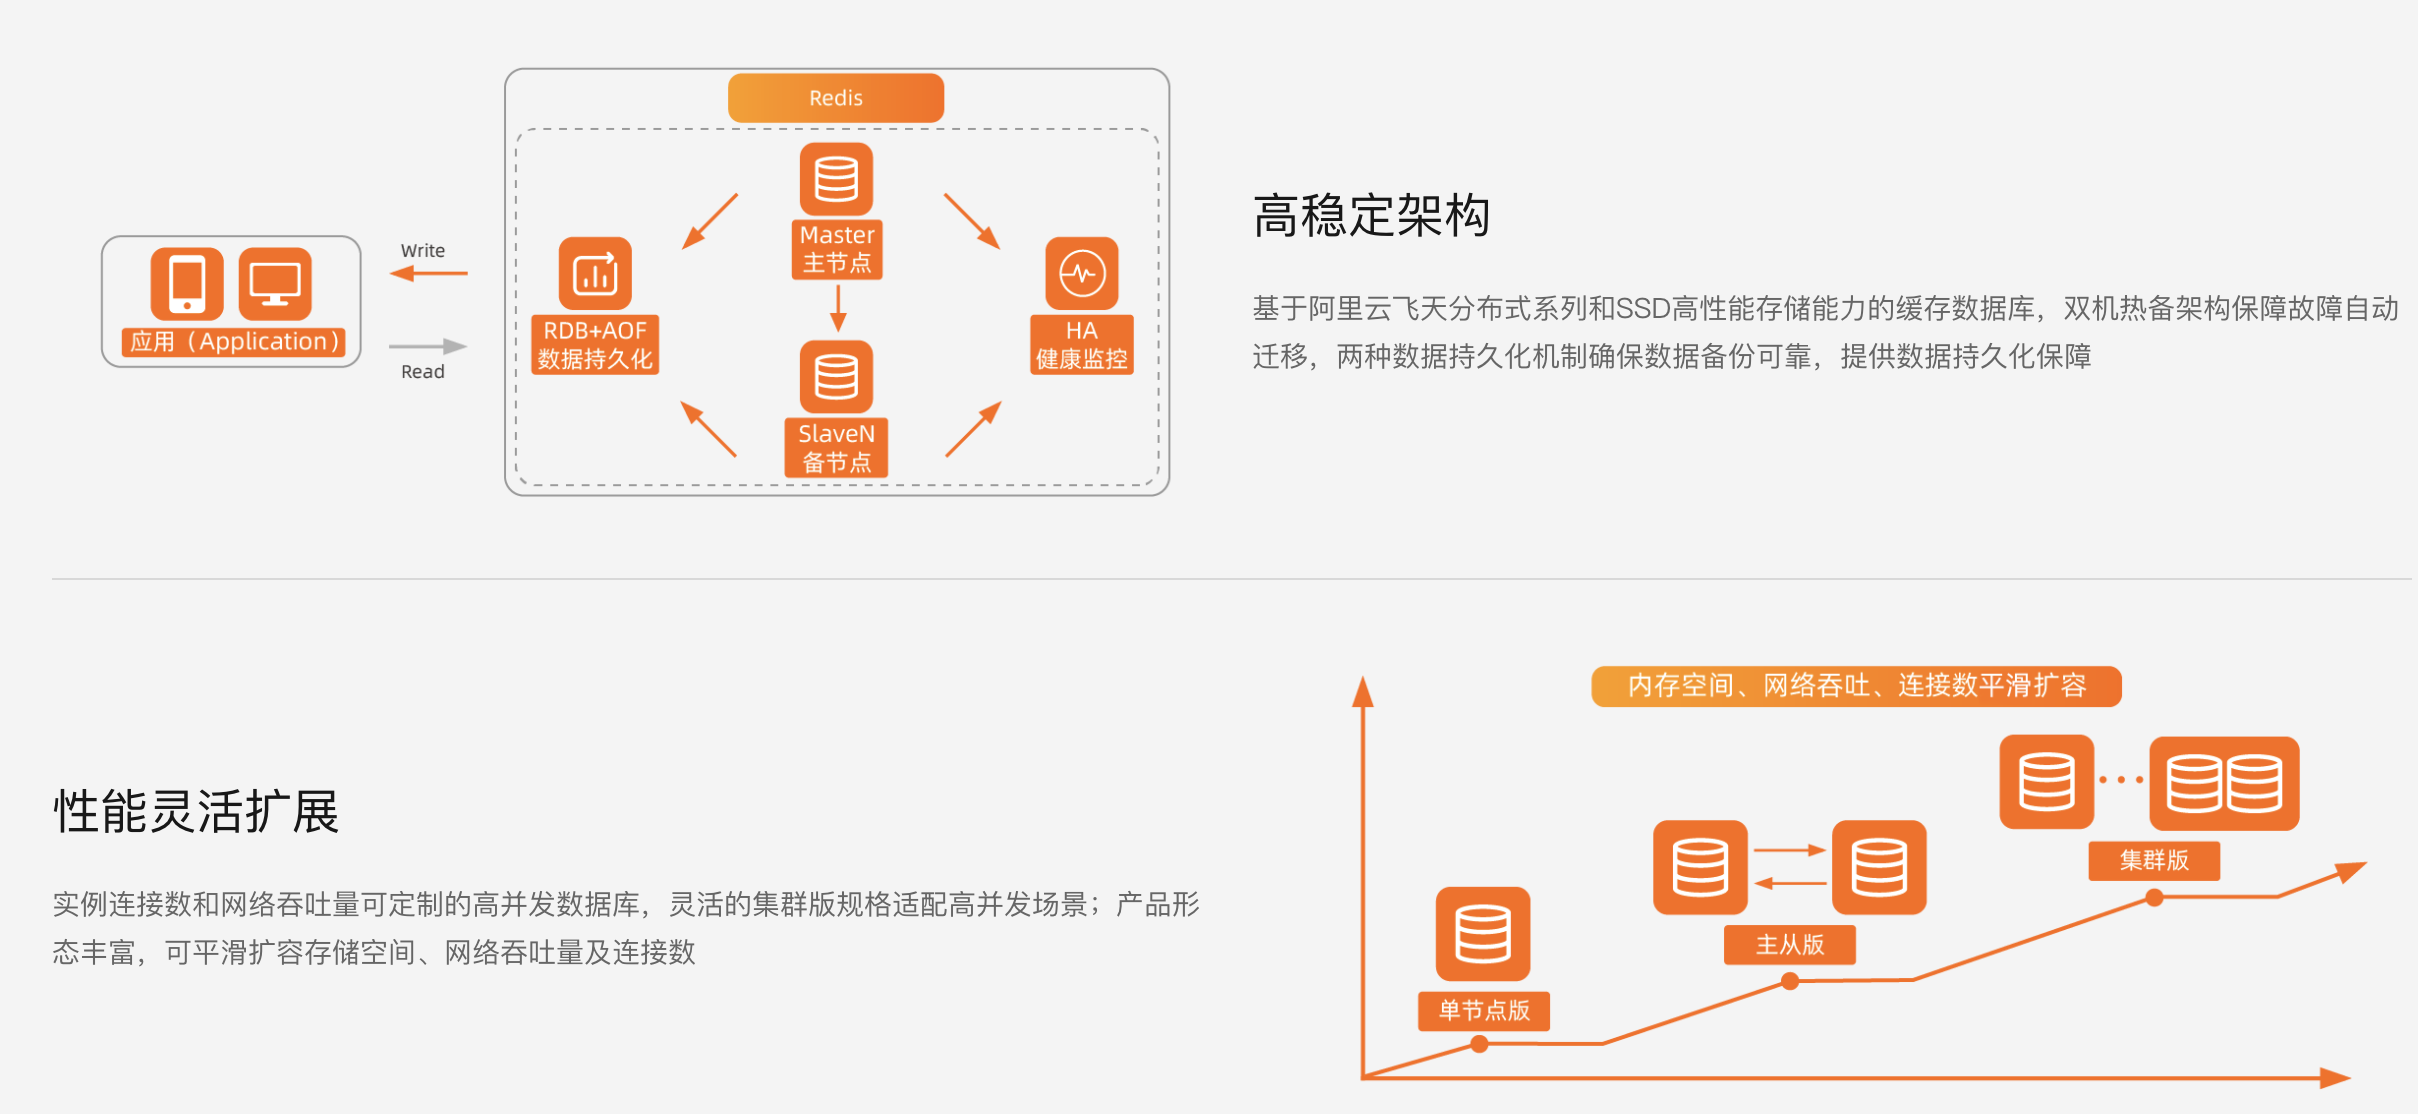 Redis
Master
主节点
Write
RDB+AOF
数据持久化
HA
健康监控
应用（Application）
Read
SlaveN
备节点
高稳定架构
基于阿里云飞天分布式系列和SSD高性能存储能力的缓存数据库，双机热备架构保障故障自动
迁移，两种数据持久化机制确保数据备份可靠，提供数据持久化保障
性能灵活扩展
实例连接数和网络吞吐量可定制的高并发数据库，灵活的集群版规格适配高并发场景；产品形
态丰富，可平滑扩容存储空间、网络吞吐量及连接数
内存空间、网络吞吐、连接数平滑扩容
集群版
主从版
单节点版